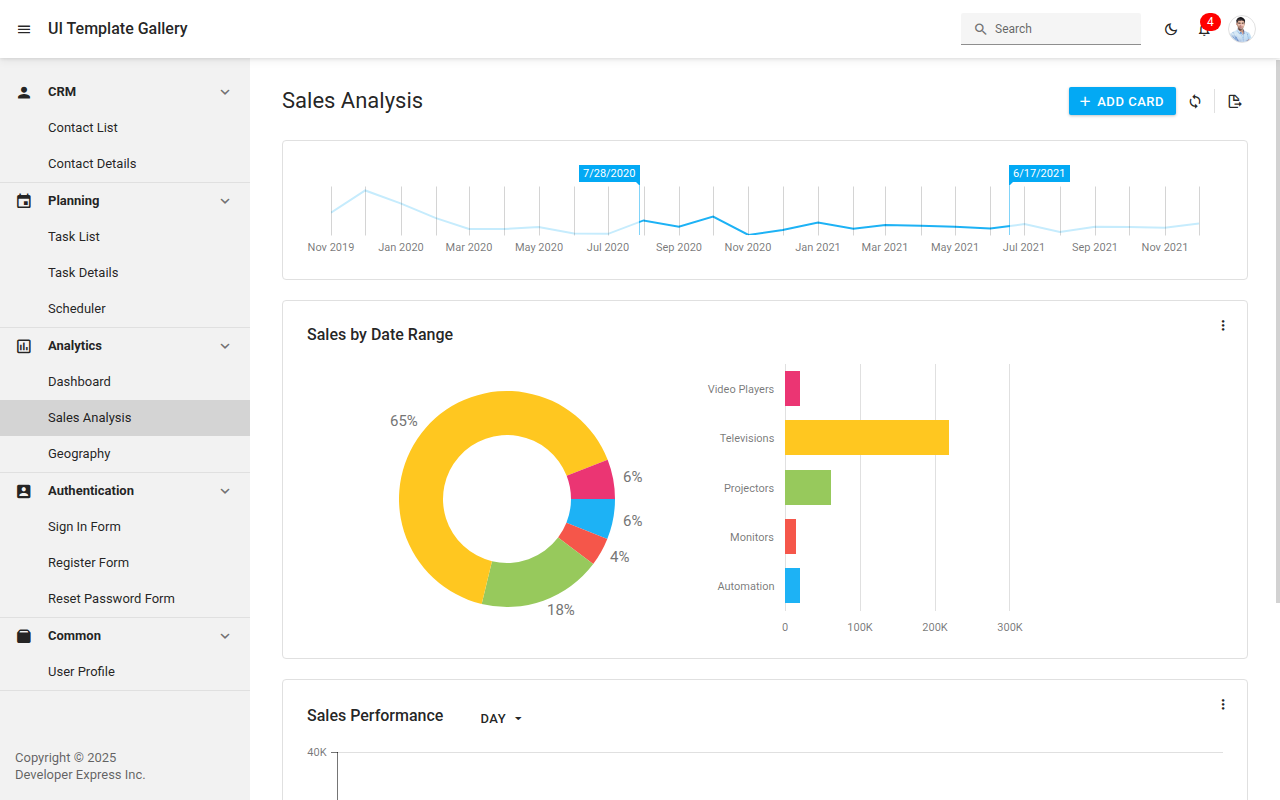 UI Template Gallery
Search
4
CRM
Contact List
Contact Details
Planning
Task List
Task Details
Scheduler
Analytics
Dashboard
Sales Analysis
Geography
Authentication
Sign In Form
Register Form
Reset Password Form
Common
User Profile
Copyright © 2025
Developer Express Inc.
Sales Analysis
ADD CARD
7/28/2020 6/17/2021
Nov 2019 Jan 2020 Mar 2020 May 2020 Jul 2020 Sep 2020 Nov 2020 Jan 2021 Mar 2021 May 2021 Jul 2021 Sep 2021 Nov 2021
Sales by Date Range
65%
6%
6%
4%
18%
Video Players
Televisions
Projectors
Monitors
Automation
0 100K 200K 300K
Sales Performance DAY
40K